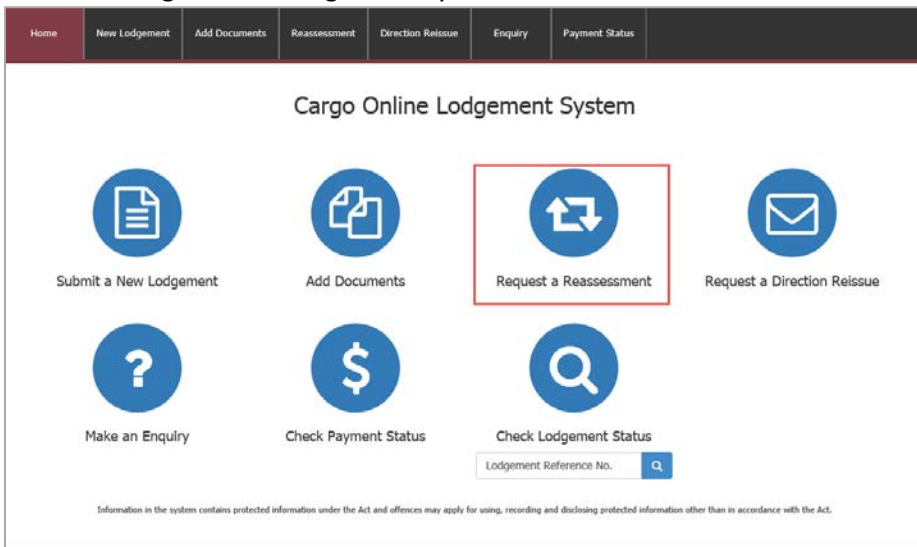 Home New Lodgement Add Documents Reassessment Direction Reissue Enquiry Payment Status
Cargo Online Lodgement System
Submit a New Lodgement Add Documents Request a Reassessment Request a Direction Reissue
?
$
Make an Enquiry Check Payment Status Check Lodgement Status
Lodgement Reference No.
Information in the system contains protected information under the Act and offences may apply for using, recording and disclosing protected information other than in accordance with the Act.